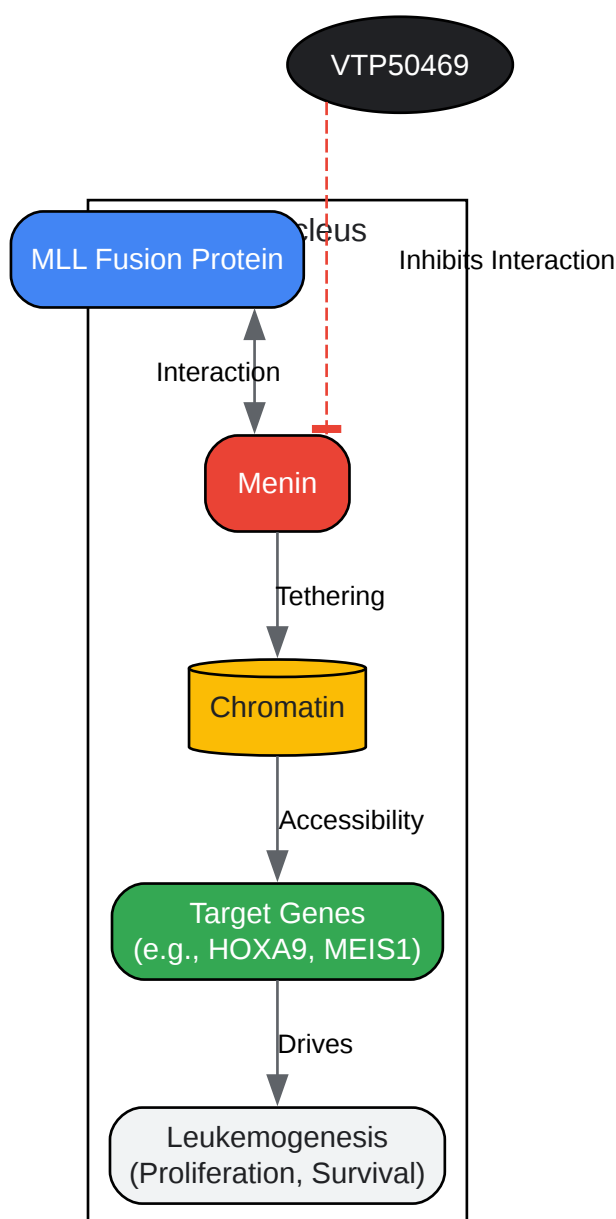 VTP50469
cleus
MLL Fusion Protein
Inhibits Interaction
Interaction
Menin
Tethering
Chromatin
Accessibility
Target Genes
(e.g., HOXA9, MEIS1)
Drives
Leukemogenesis
(Proliferation, Survival)